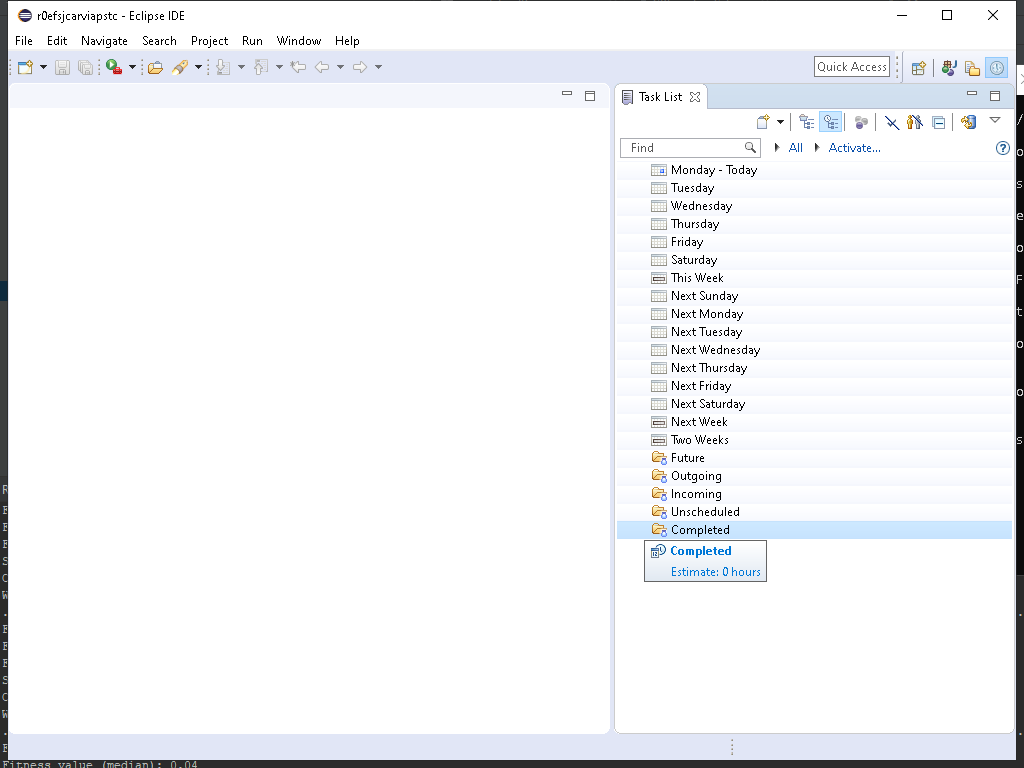 r0efsjcarviapstc - Eclipse IDE
File Edit Navigate Search Project Run Window Help
Quick Access
Task List
Find
All
Activate...
Monday - Today
Tuesday
Wednesday
Thursday
Friday
Saturday
This Week
Next Sunday
Next Monday
Next Tuesday
Next Wednesday
Next Thursday
Next Friday
Next Saturday
Next Week
Two Weeks
Future
Outgoing
Incoming
Unscheduled
Completed
Completed
Estimate: 0 hours
Fitness value (median): 0.04